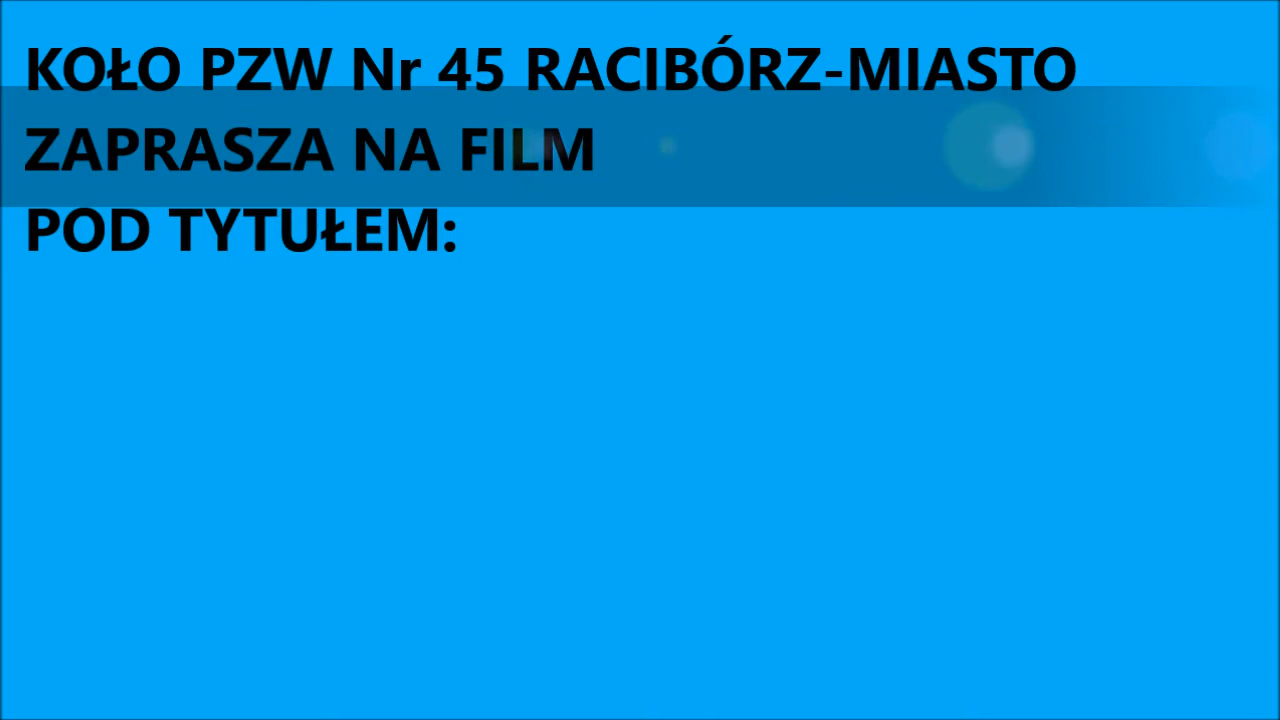 KOŁO PZW Nr 45 RACIBÓRZ-MIASTO
ZAPRASZA NA FILM
POD TYTUŁEM: